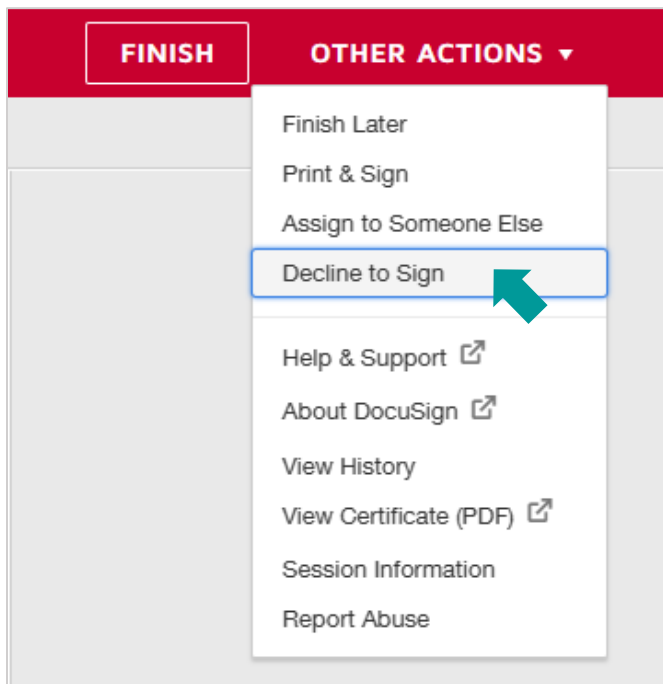 FINISH OTHER ACTIONS
Finish Later
Print & Sign
Assign to Someone Else
Decline to Sign
Help & Support
About DocuSign
View History
View Certificate (PDF)
Session Information
Report Abuse